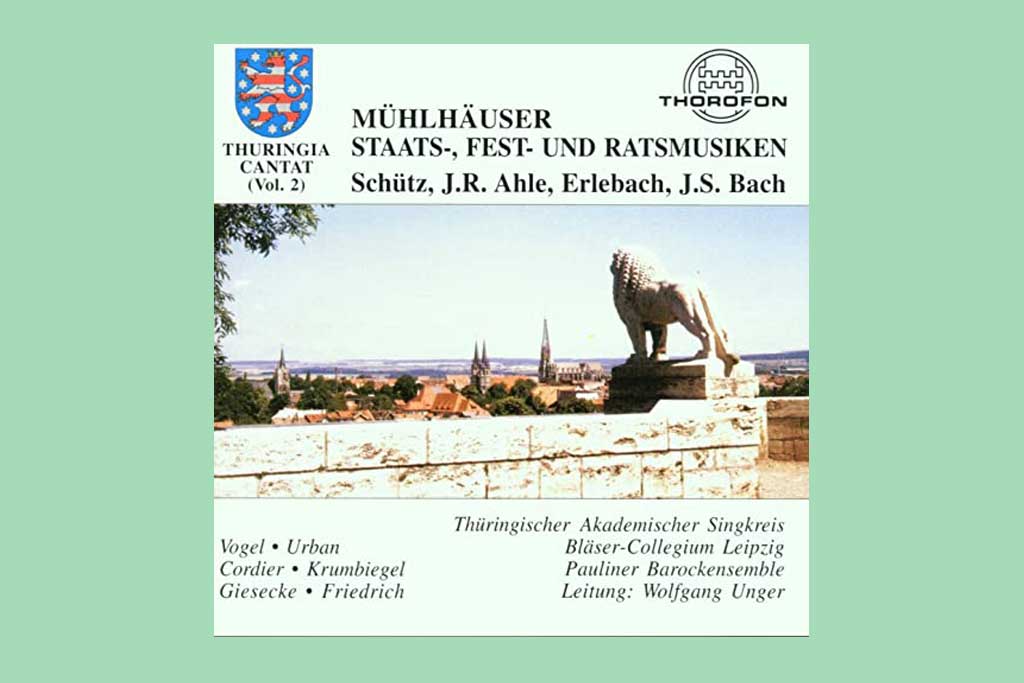 THURINGIA
CANTAT
(Vol. 2)
THOROFON
MÜHLHÄUSER
STAATS-, FEST- UND RATSMUSIKEN
Schütz, J.R. Ahle, Erlebach, J.S. Bach
Vogel • Urban
Cordier • Krumbiegel
Giesecke • Friedrich
Thüringischer Akademischer Singkreis
Bläser-Collegium Leipzig
Pauliner Barockensemble
Leitung: Wolfgang Unger